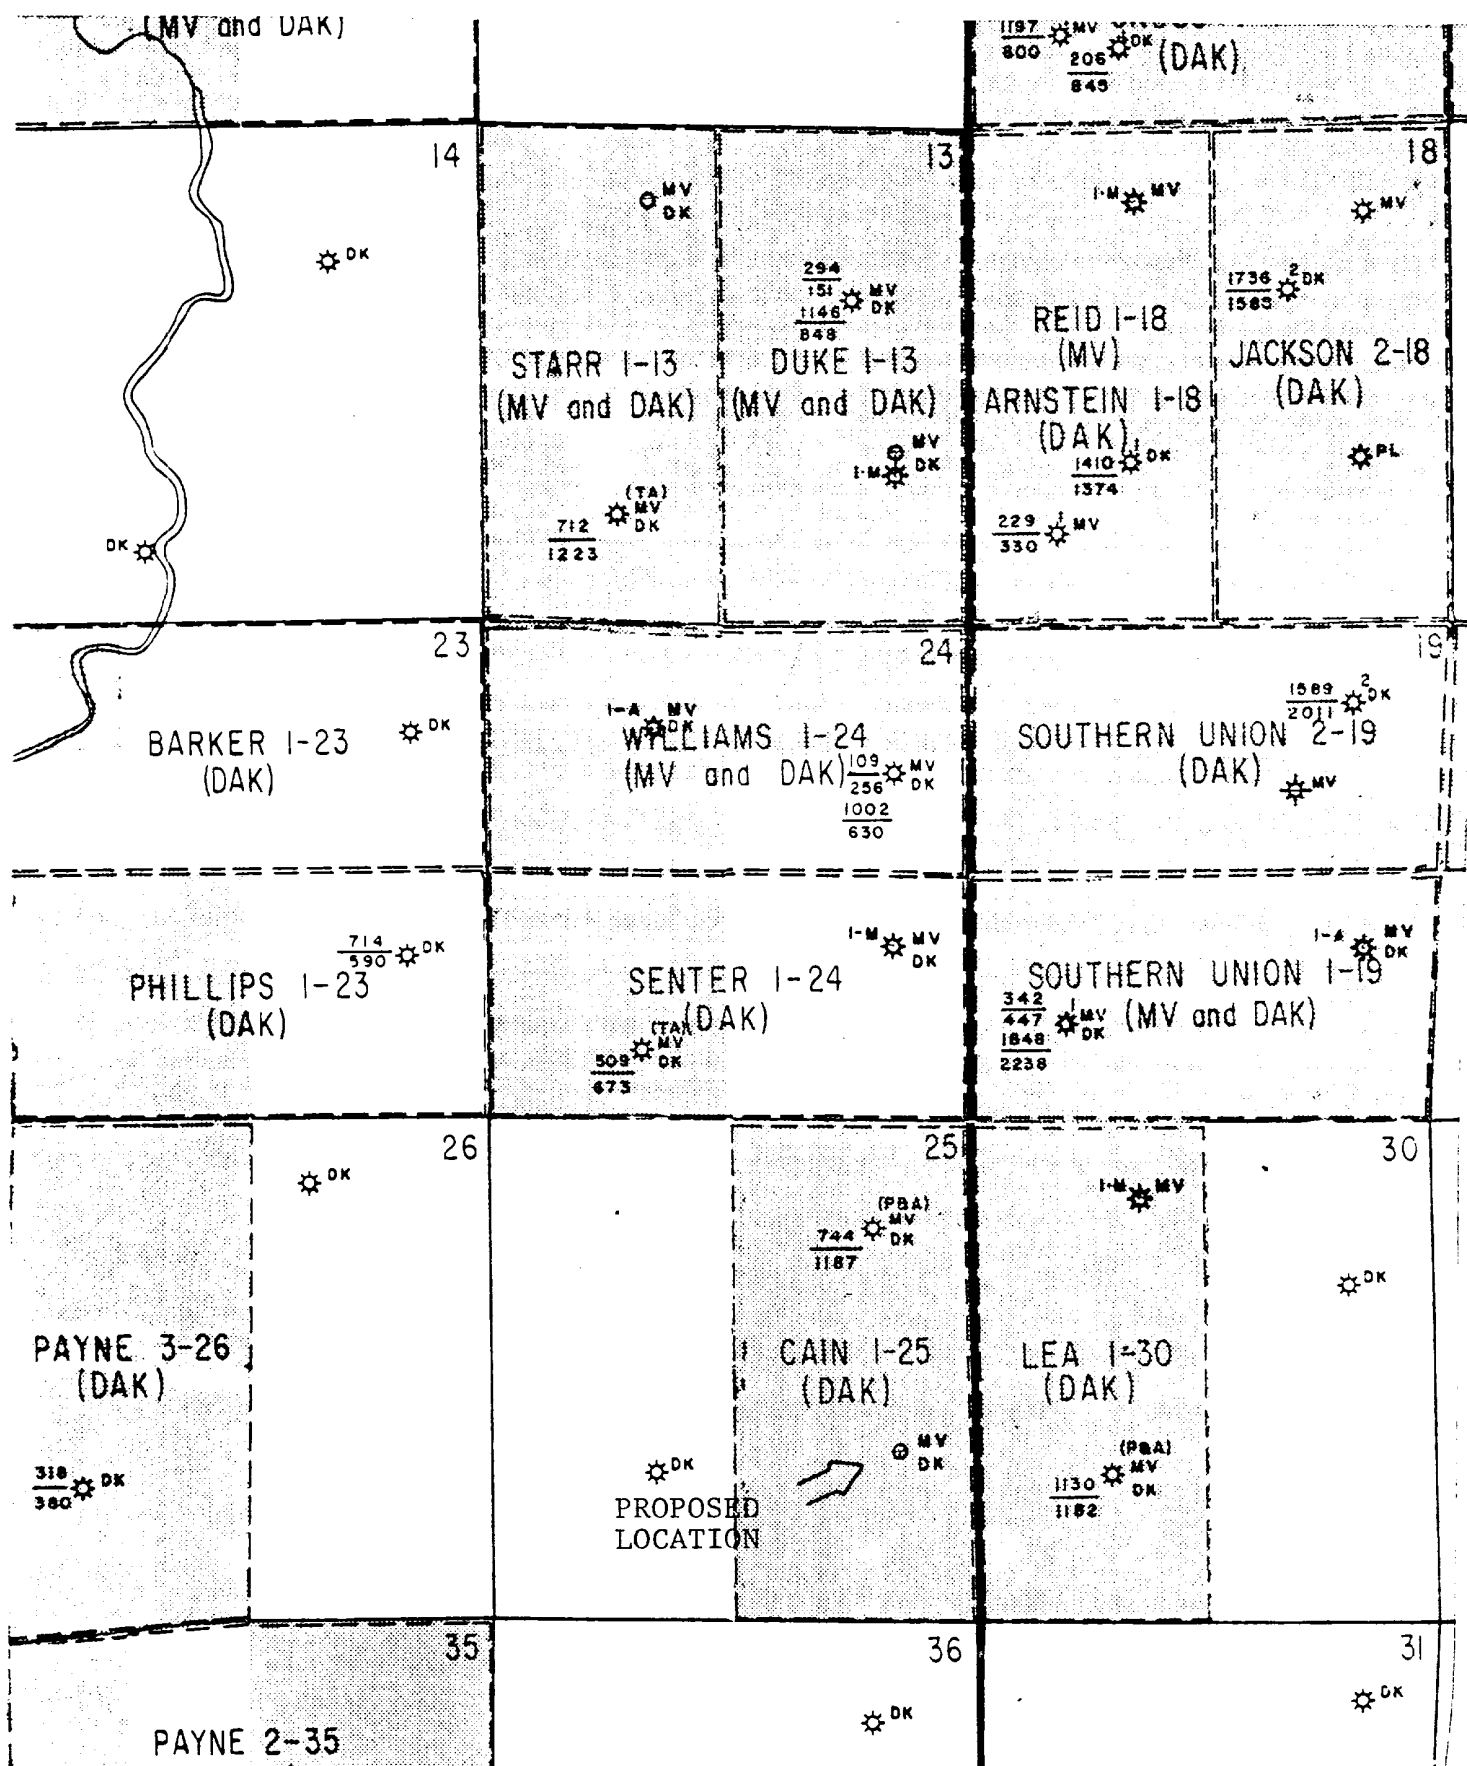 (MV and DAK)
1197
800
MV
206
845
DK
(DAK)
14
DK
DK
13
MV
DK
STARR 1-13
(MV and DAK)
(TA)
MV
DK
712
1223
294
151
1146
848
MV
DK
DUKE 1-13
(MV and DAK)
MV
DK
1-M
18
1-M MV
REID 1-18
(MV)
ARNSTEIN 1-18
(DAK)
1410
1374
1
DK
229
330
1
MV
MV
1736
1585
2
DK
JACKSON 2-18
(DAK)
PL
23
DK
BARKER 1-23
(DAK)
714
590
DK
PHILLIPS 1-23
(DAK)
24
1-A MV
DK
WILLIAMS 1-24
(MV and DAK)
109
256
1002
630
MV
DK
1-M MV
DK
SENTER 1-24
(DAK)
(TA)
MV
DK
509
673
19
1589
2011
2
DK
SOUTHERN UNION 2-19
(DAK)
MV
1-A MV
DK
SOUTHERN UNION 1-19
(MV and DAK)
342
447
1848
2238
1
MV
DK
26
DK
PAYNE 3-26
(DAK)
318
380
DK
25
(P&A)
MV
DK
744
1187
CAIN 1-25
(DAK)
MV
DK
DK
PROPOSED
LOCATION
30
1-M MV
DK
LEA 1-30
(DAK)
(P&A)
MV
DK
1130
1182
35
PAYNE 2-35
36
DK
31
DK